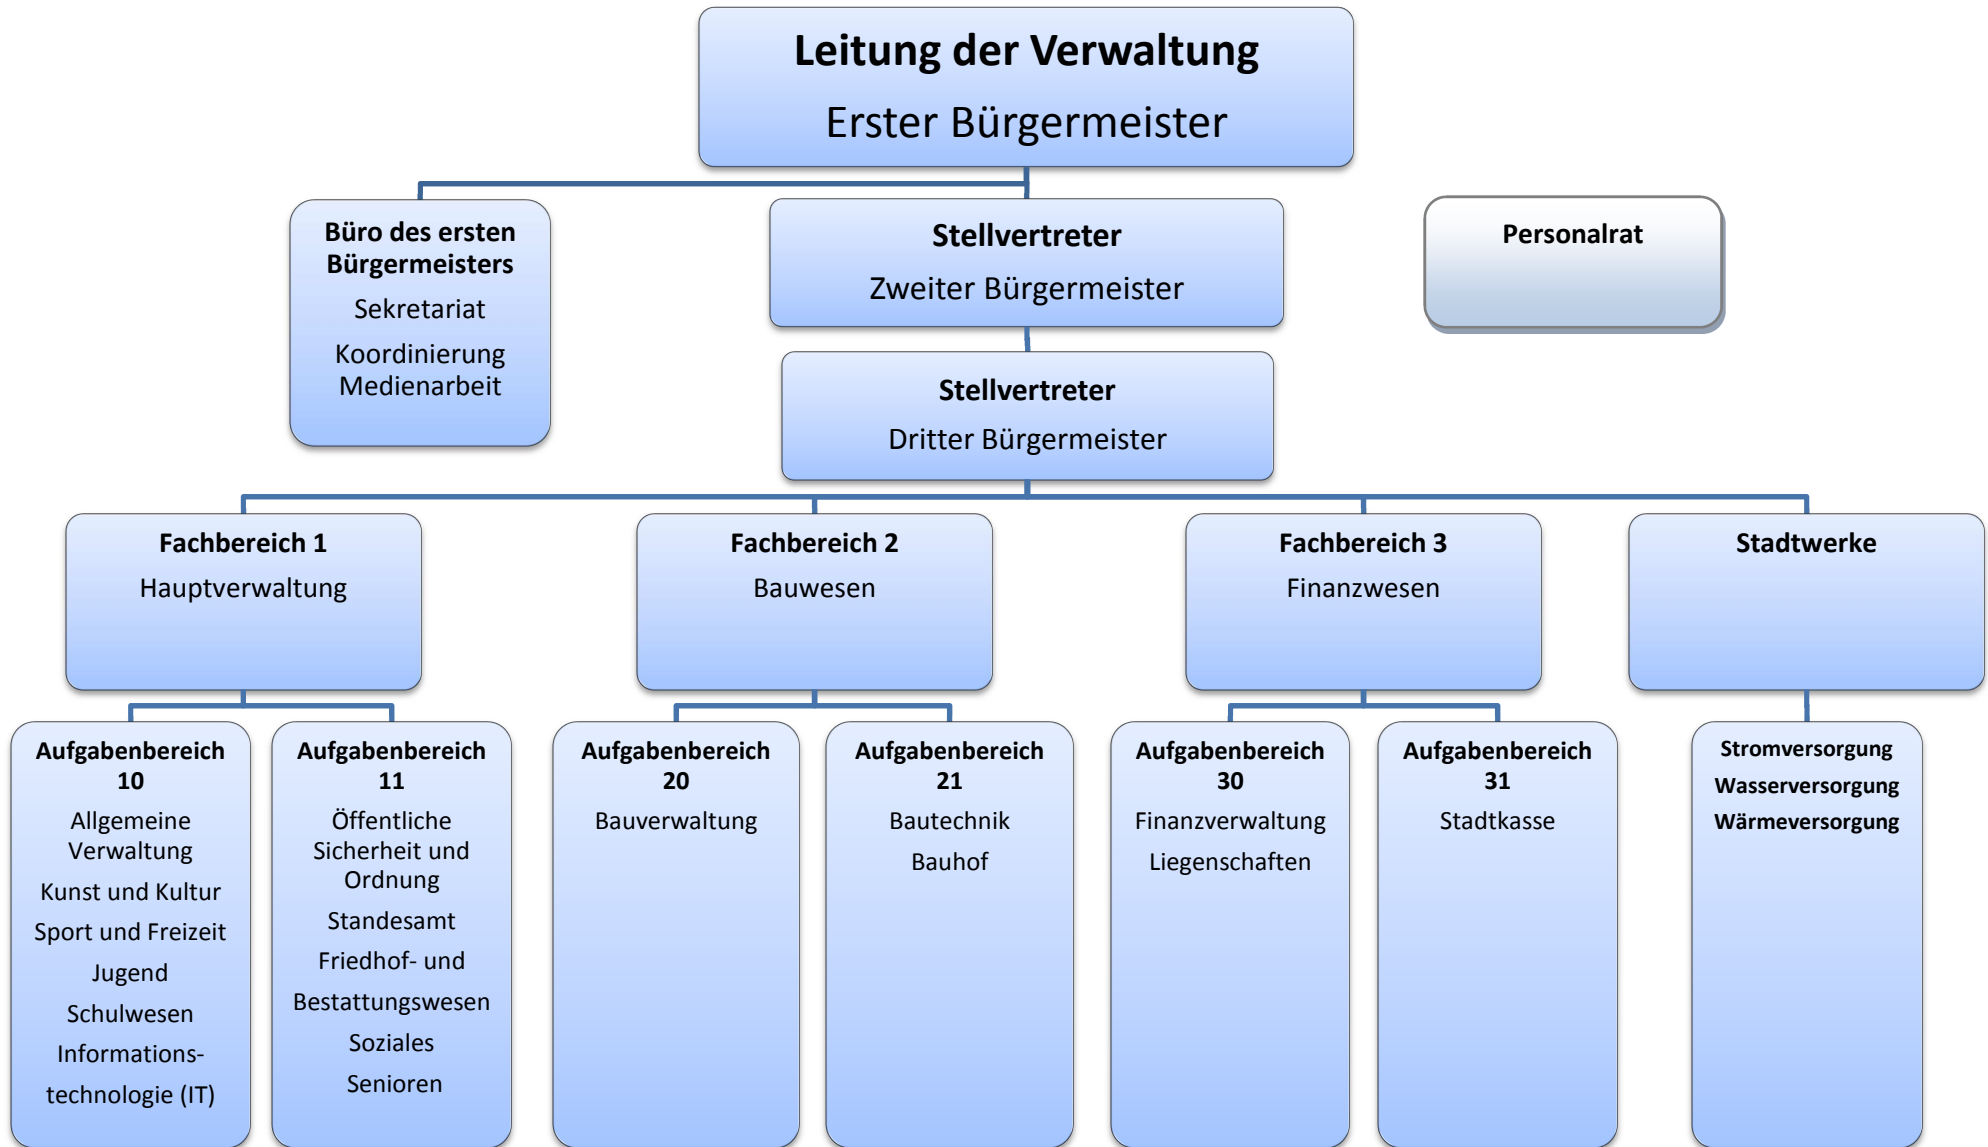 Leitung der Verwaltung
Erster Bürgermeister
Büro des ersten
Bürgermeisters
Sekretariat
Koordinierung
Medienarbeit
Stellvertreter
Zweiter Bürgermeister
Personalrat
Stellvertreter
Dritter Bürgermeister
Fachbereich 1
Hauptverwaltung
Fachbereich 2
Bauwesen
Fachbereich 3
Finanzwesen
Stadtwerke
Aufgabenbereich
10
Allgemeine
Verwaltung
Kunst und Kultur
Sport und Freizeit
Jugend
Schulwesen
Informations-
technologie (IT)
Aufgabenbereich
11
Öffentliche
Sicherheit und
Ordnung
Standesamt
Friedhof- und
Bestattungswesen
Soziales
Senioren
Aufgabenbereich
20
Bauverwaltung
Aufgabenbereich
21
Bautechnik
Bauhof
Aufgabenbereich
30
Finanzverwaltung
Liegenschaften
Aufgabenbereich
31
Stadtkasse
Stromversorgung
Wasserversorgung
Wärmeversorgung